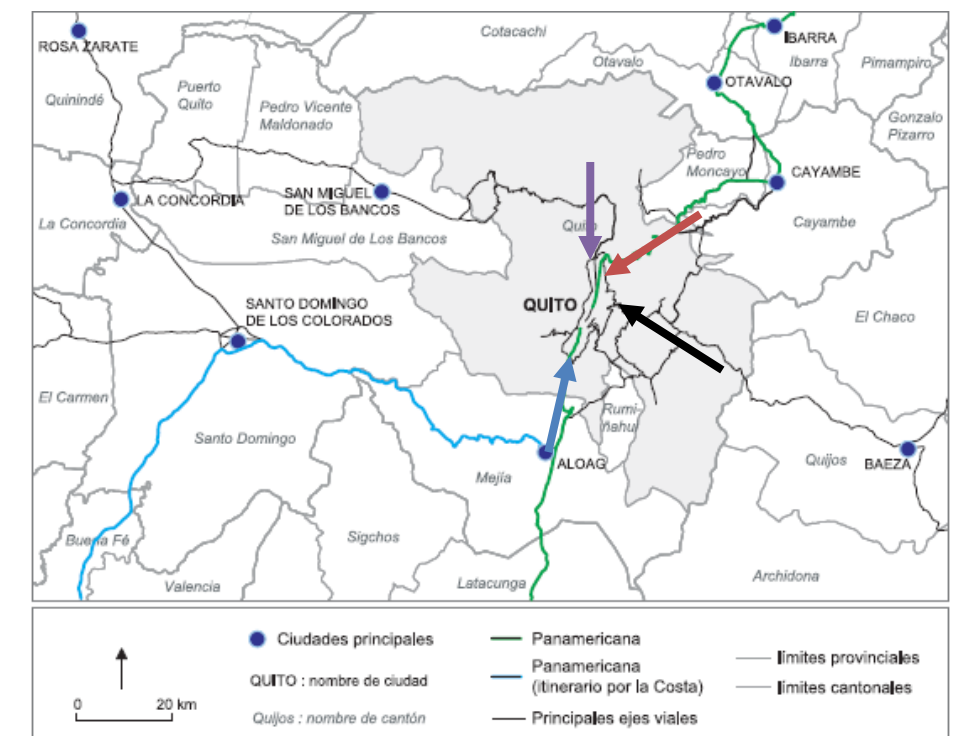 Cotacachi
IBARRA
ROSA ZARATE
Otavalo
Ibarra
Pimampiro
OTAVALO
Puerto
Quito
Quinindé
Pedro Vicente
Maldonado
Gonzalo
Pizarro
Pedro
Moncayo
CAYAMBE
SAN MIGUEL
DE LOS BANCOS
LA CONCORDIA
La Concordia
Quito
Cayambe
San Miguel de Los Bancos
SANTO DOMINGO
DE LOS COLORADOS
QUITO
El Chaco
El Carmen
Rumi-
ñahui
Santo Domingo
ALOAG
Mejía
Quijos
BAEZA
Buena Fé
Sigchos
Valencia
Latacunga
Archidona
Ciudades principales
QUITO : nombre de ciudad
Quijos : nombre de cantón
0
20 km
Panamericana
Panamericana
(itinerario por la Costa)
Principales ejes viales
límites provinciales
límites cantonales